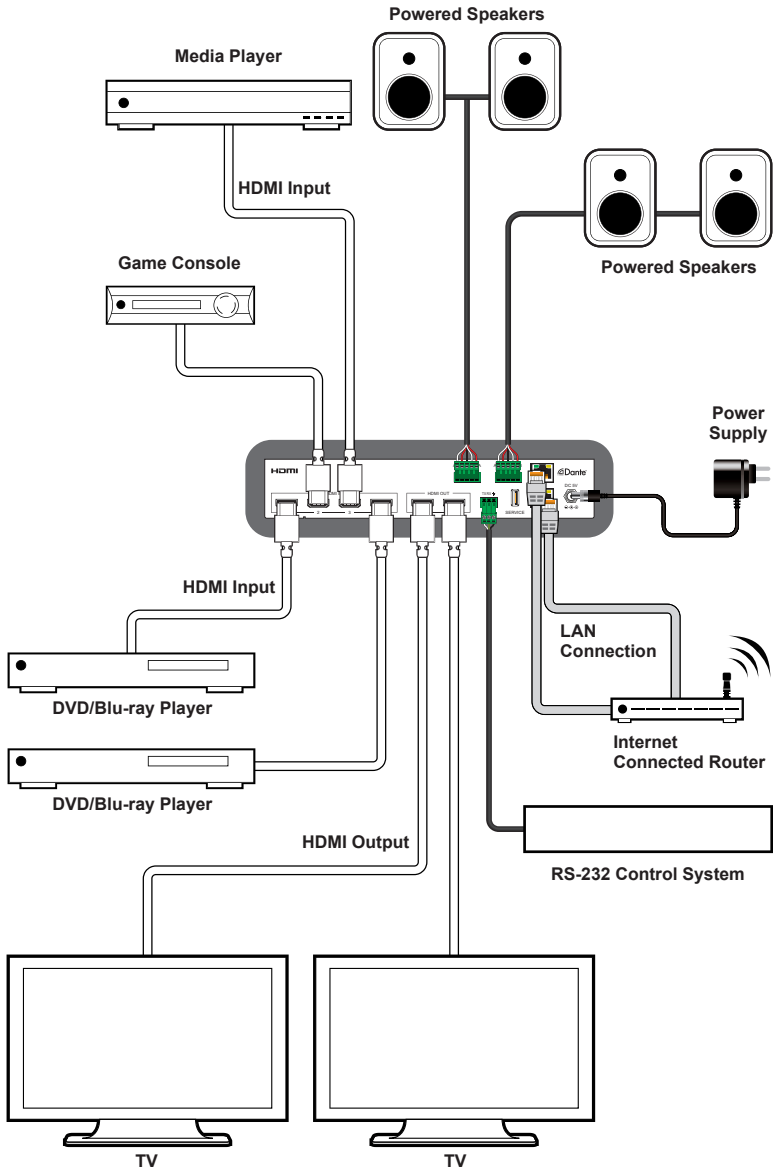 Powered Speakers
Media Player
HDMI Input
Game Console
Powered Speakers
Power
Supply
HDMI
Dante
DC 5V
HDMI OUT
SERVICE
2
3
HDMI Input
LAN
Connection
DVD/Blu-ray Player
Internet
Connected Router
DVD/Blu-ray Player
HDMI Output
RS-232 Control System
TV
TV